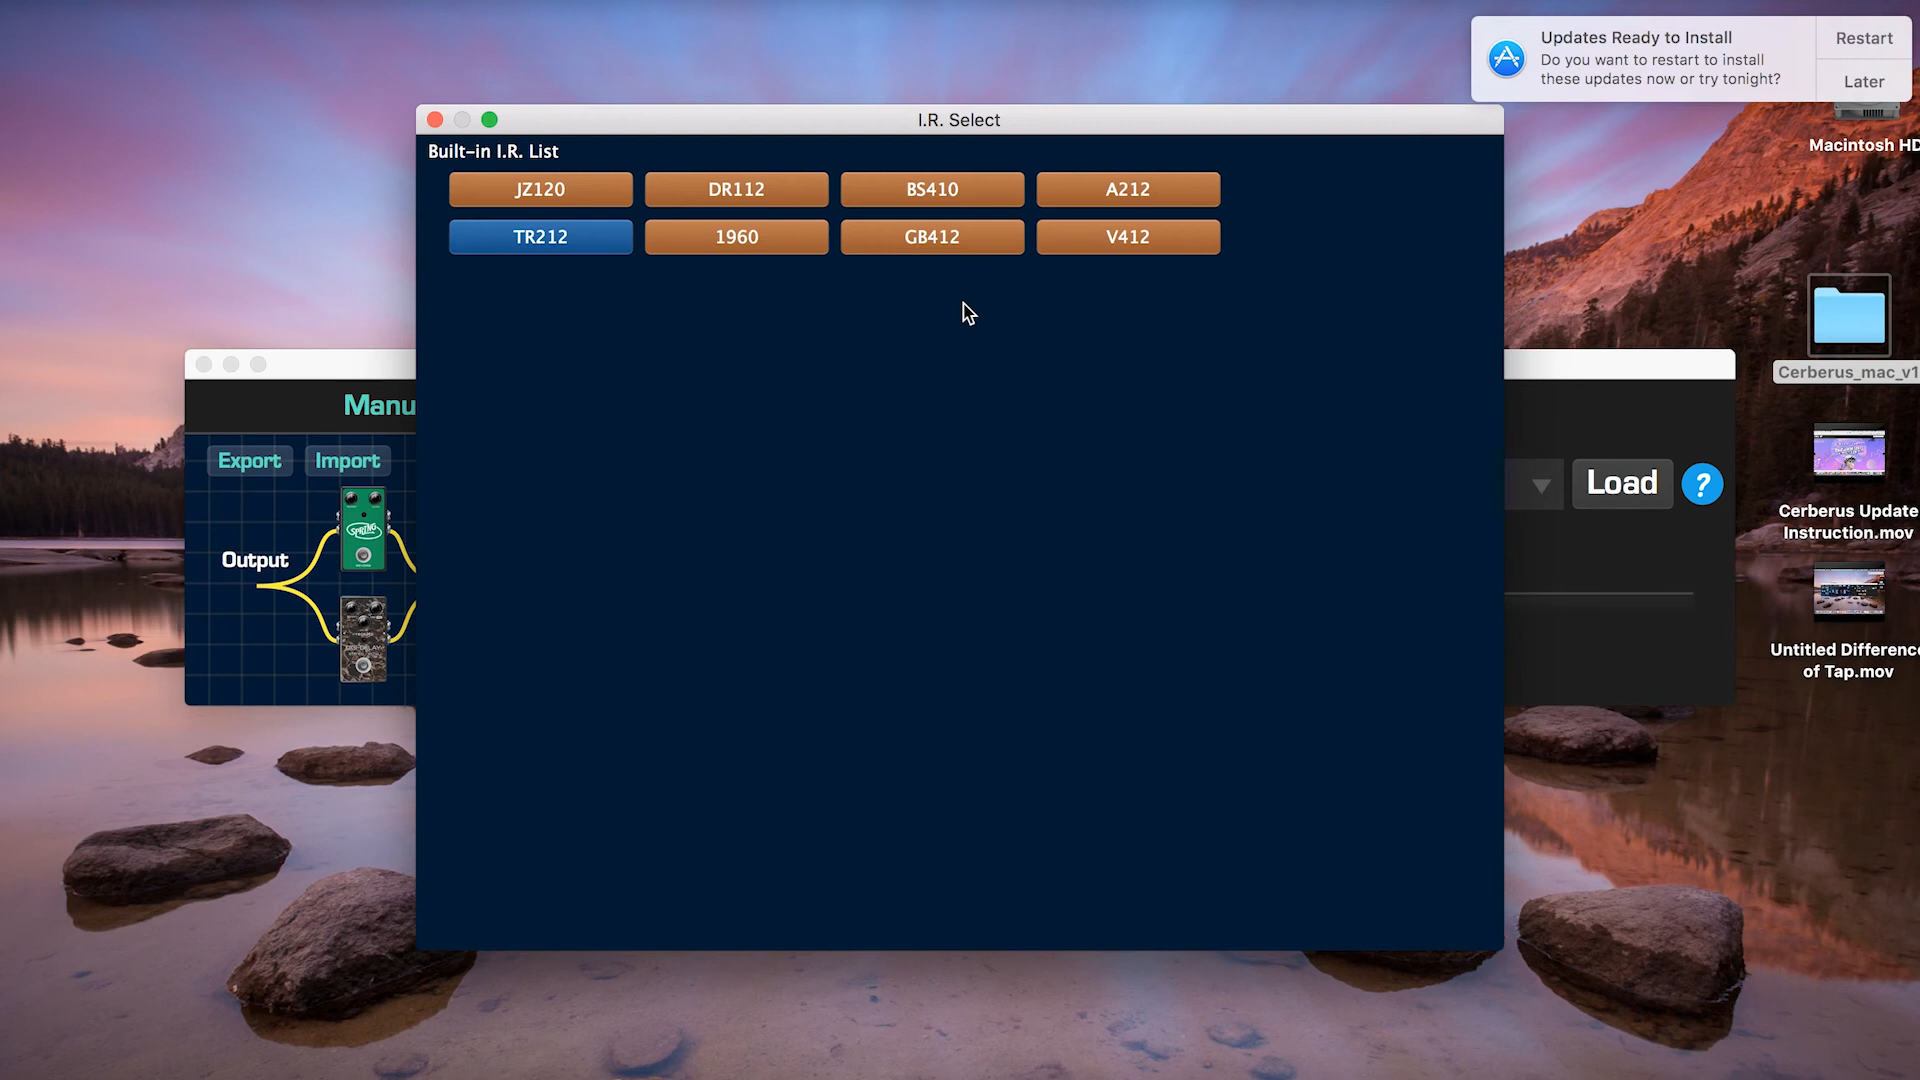 Updates Ready to Install
Do you want to restart to install
these updates now or try tonight?
Restart
Later
I.R. Select
Built-in I.R. List
JZ120
DR112
BS410
A212
TR212
1960
GB412
V412
Macintosh HD
Cerberus_mac_v1
Cerberus Update
Instruction.mov
Untitled Difference
of Tap.mov
Manu
Export
Import
Output
SPRING
Load
?